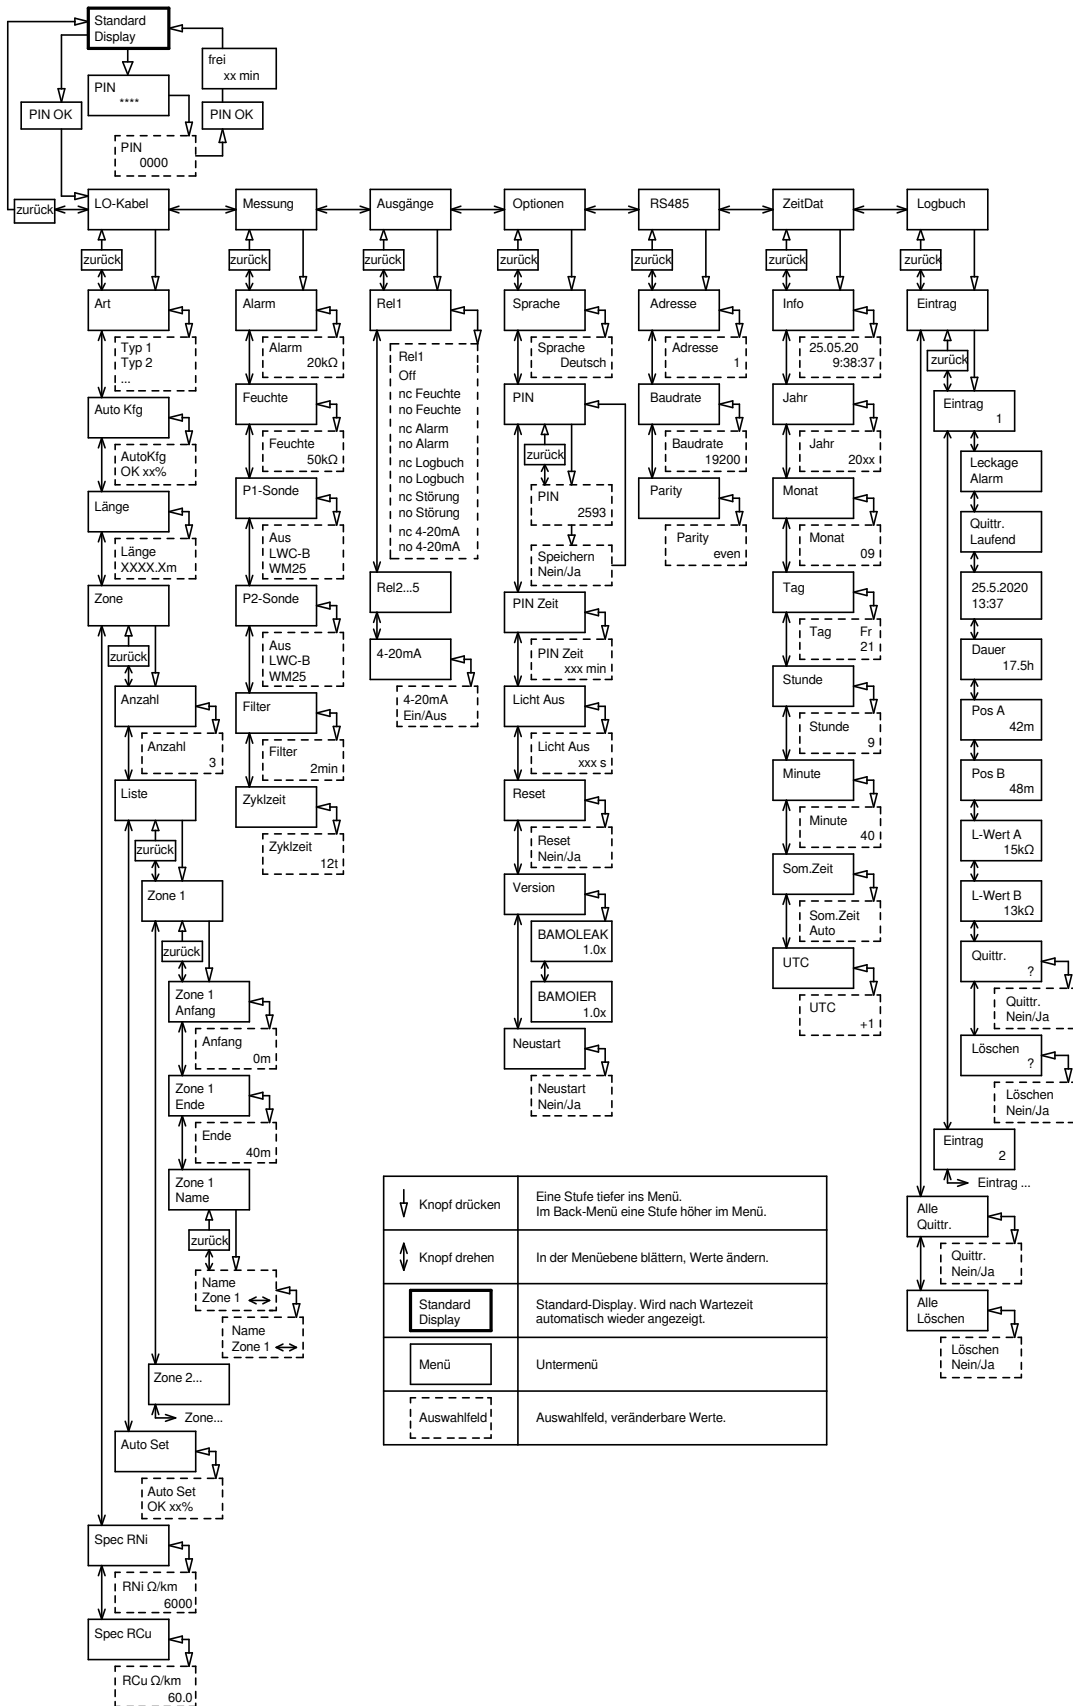 Standard
Display
frei
xx min
PIN
****
PIN OK
PIN OK
PIN
0000
zurück
LO-Kabel
Messung
Ausgänge
Optionen
RS485
ZeitDat
Logbuch
zurück
zurück
zurück
zurück
zurück
zurück
zurück
Art
Typ 1
Typ 2
...
Auto Kfg
AutoKfg
OK xx%
Länge
Länge
XXXX.Xm
Zone
zurück
Anzahl
Anzahl
3
Liste
zurück
Zone 1
zurück
Zone 1
Anfang
Anfang
0m
Zone 1
Ende
Ende
40m
Zone 1
Name
zurück
Name
Zone 1
Name
Zone 1
Zone 2...
Zone...
Auto Set
Auto Set
OK xx%
Spec RNi
RNi Ω/km
6000
Spec RCu
RCu Ω/km
60.0
Alarm
Alarm
20kΩ
Feuchte
Feuchte
50kΩ
P1-Sonde
Aus
LWC-B
WM25
P2-Sonde
Aus
LWC-B
WM25
Filter
Filter
2min
Zyklzeit
Zyklzeit
12t
Rel1
Rel1
Off
nc Feuchte
no Feuchte
nc Alarm
no Alarm
nc Logbuch
no Logbuch
nc Störung
no Störung
nc 4-20mA
no 4-20mA
Rel2...5
4-20mA
4-20mA
Ein/Aus
Sprache
Sprache
Deutsch
PIN
zurück
PIN
2593
Speichern
Nein/Ja
PIN Zeit
PIN Zeit
xxx min
Licht Aus
Licht Aus
xxx s
Reset
Reset
Nein/Ja
Version
BAMOLEAK
1.0x
BAMOIER
1.0x
Neustart
Neustart
Nein/Ja
Adresse
Adresse
1
Baudrate
Baudrate
19200
Parity
Parity
even
Info
25.05.20
9:38:37
Jahr
Jahr
20xx
Monat
Monat
09
Tag
Tag Fr
21
Stunde
Stunde
9
Minute
Minute
40
Som.Zeit
Som.Zeit
Auto
UTC
UTC
+1
Eintrag
zurück
Eintrag
1
Leckage
Alarm
Quittr.
Laufend
25.5.2020
13:37
Dauer
17.5h
Pos A
42m
Pos B
48m
L-Wert A
15kΩ
L-Wert B
13kΩ
Quittr.
?
Quittr.
Nein/Ja
Löschen
?
Löschen
Nein/Ja
Eintrag
2
Eintrag ...
Alle
Quittr.
Quittr.
Nein/Ja
Alle
Löschen
Löschen
Nein/Ja
Knopf drücken
Eine Stufe tiefer ins Menü.
Im Back-Menü eine Stufe höher im Menü.
Knopf drehen
In der Menüebene blättern, Werte ändern.
Standard
Display
Standard-Display. Wird nach Wartezeit
automatisch wieder angezeigt.
Menü
Untermenü
Auswahlfeld
Auswahlfeld, veränderbare Werte.